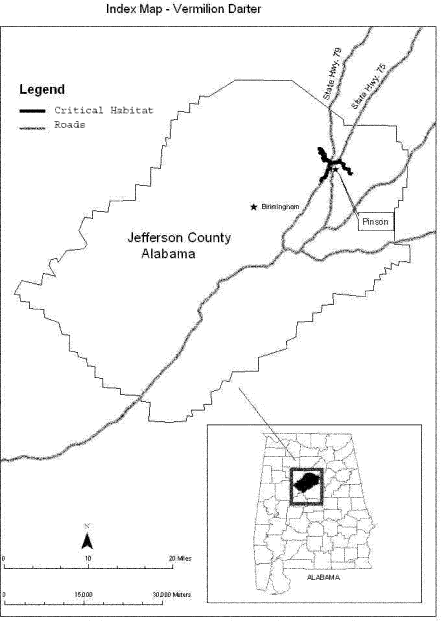 Index Map - Vermilion Darter
State Hwy. 79
State Hwy. 75
Legend
Critical Habitat
Roads
Birmingham
Pinson
Jefferson County
Alabama
N
0 10 20 Miles
0 15,000 30,000 Meters
ALABAMA